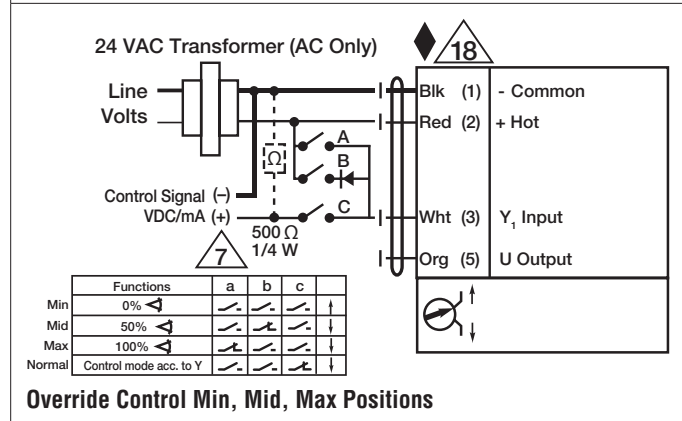 24 VAC Transformer (AC Only)
18
Line
Volts
Blk (1) - Common
Red (2) + Hot
A
Ω
B
Control Signal (–)
VDC/mA (+)
C
Wht (3) Y1 Input
500 Ω
1/4 W
7
Org (5) U Output
Functions a b c
Min 0%
Mid 50%
Max 100%
Normal Control mode acc. to Y
Override Control Min, Mid, Max Positions